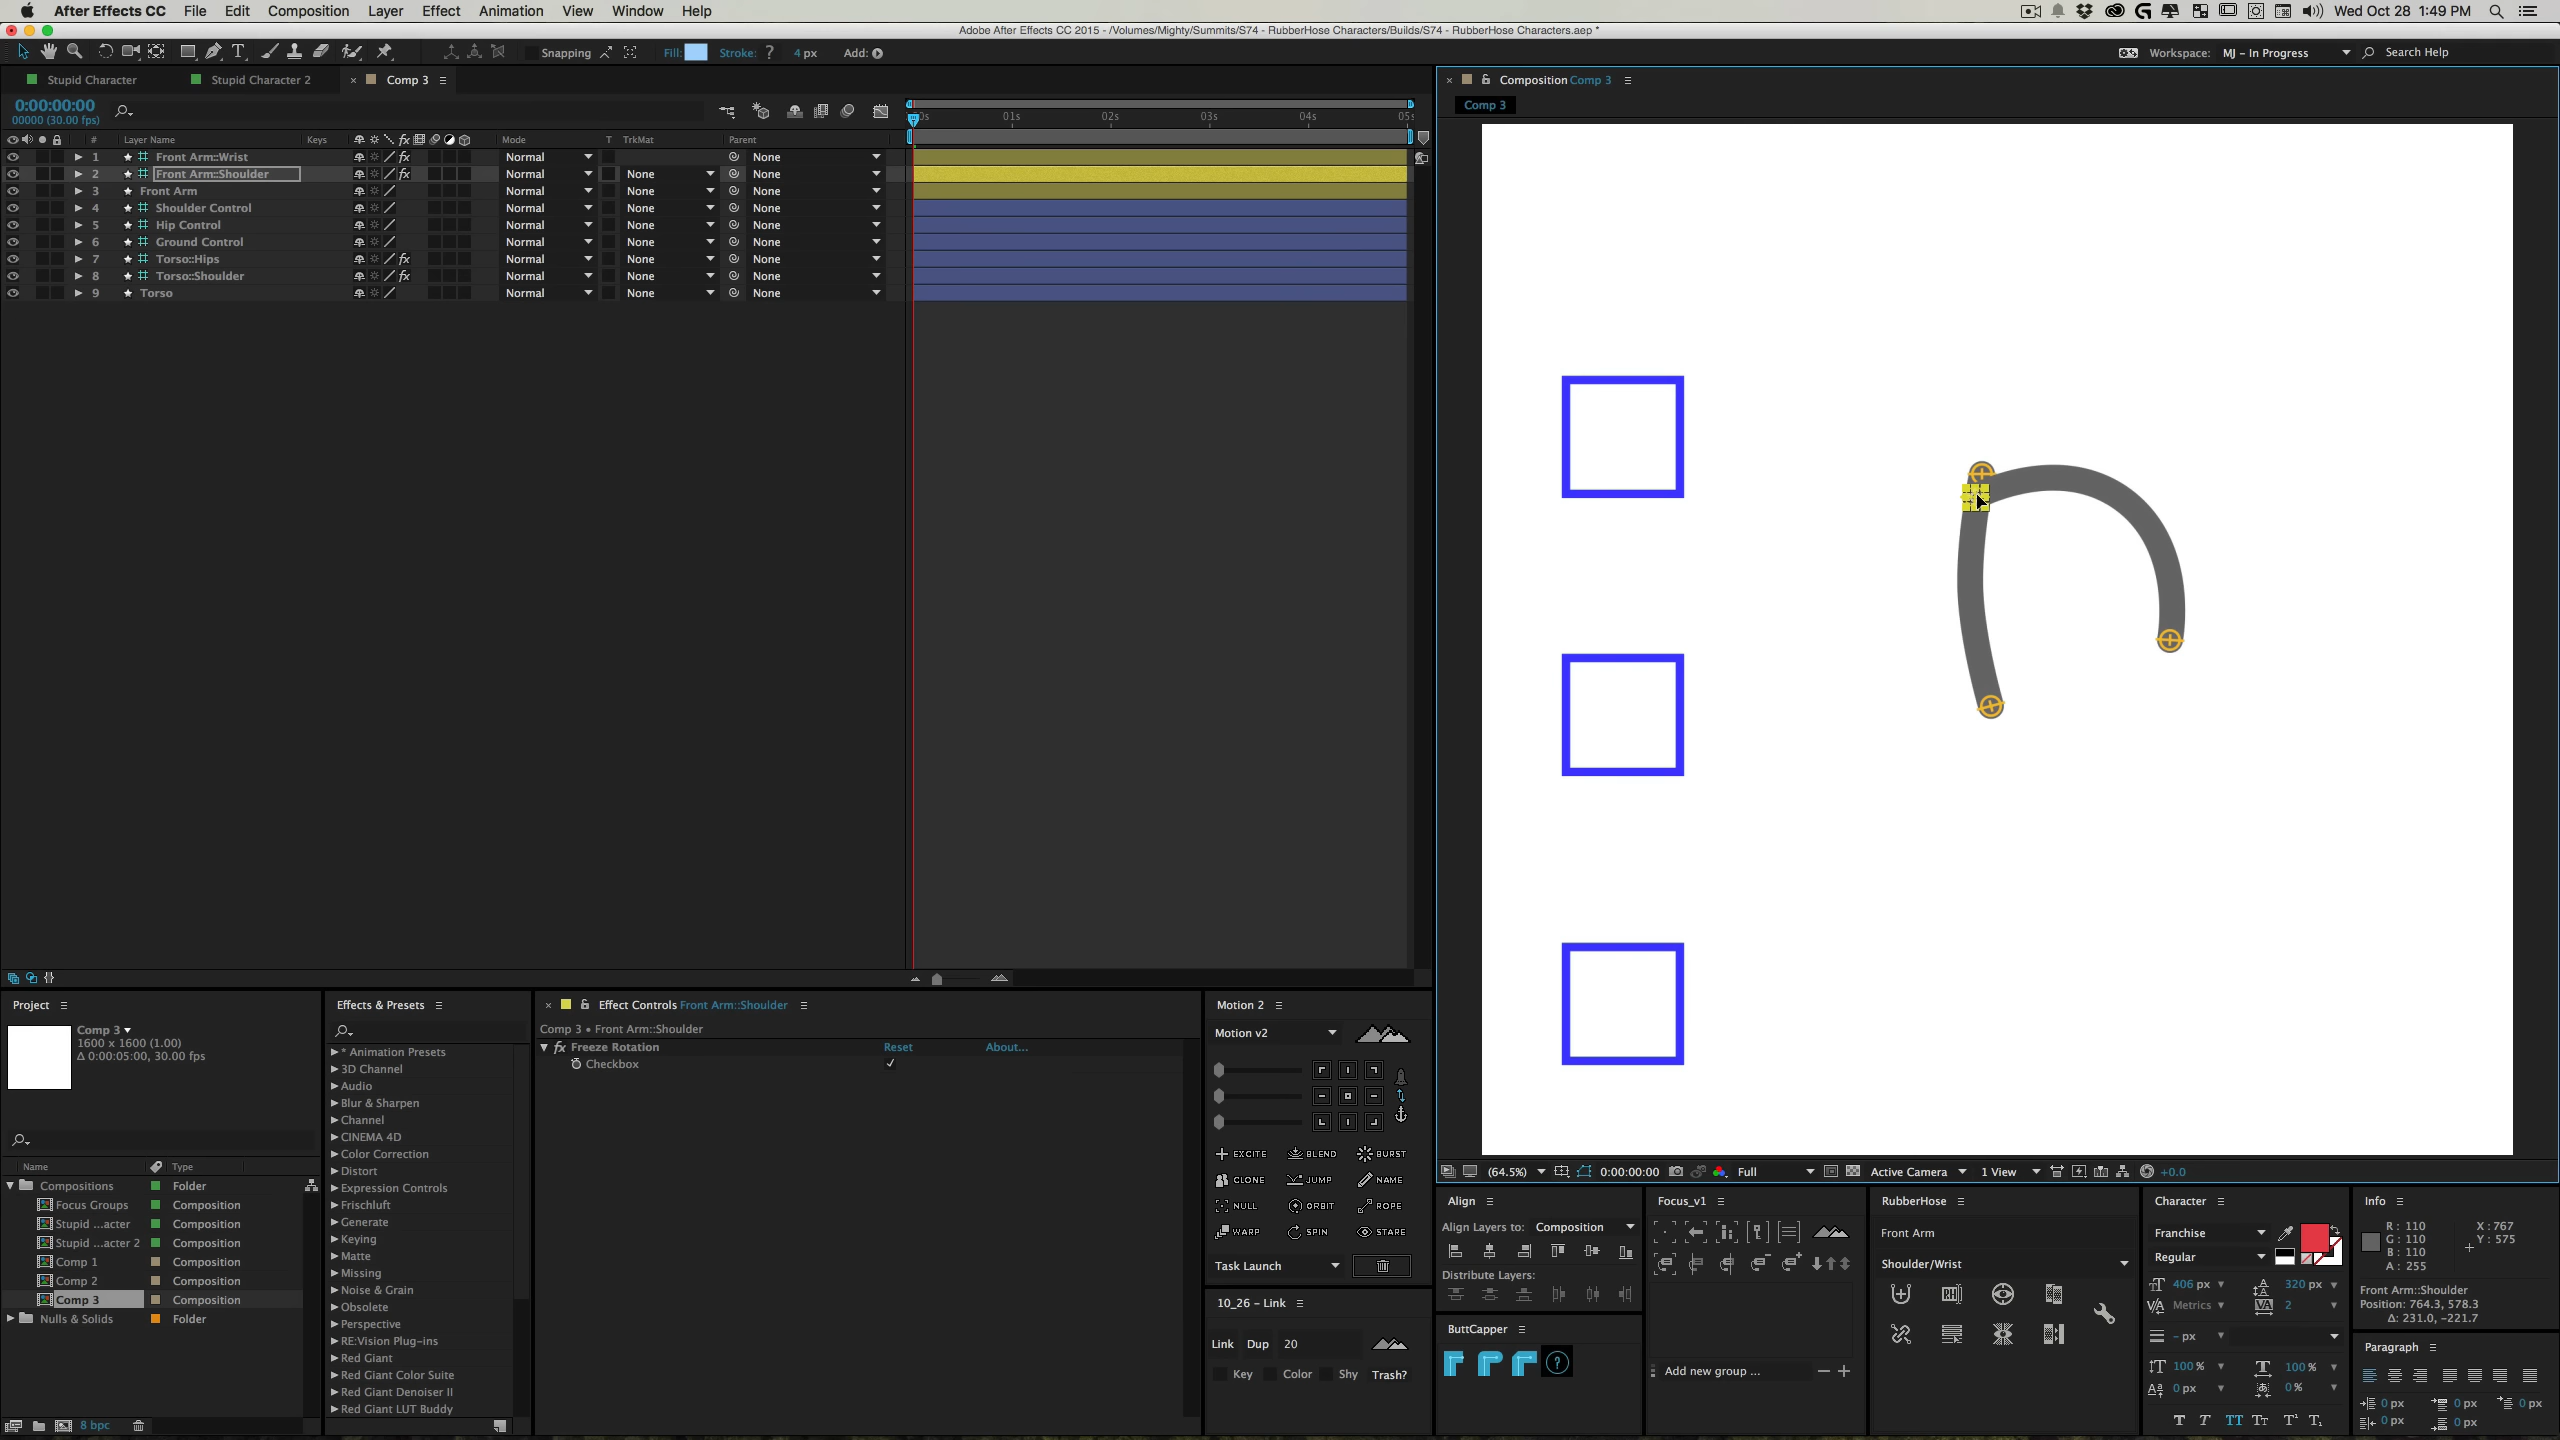 After Effects CC File Edit Composition Layer Effect Animation View Window Help Wed Oct 28 1:49 PM
Adobe After Effects CC 2015 - /Volumes/Mighty/Summits/S74 - RubberHose Characters/Builds/S74 - RubberHose Characters.aep *
Snapping Fill: Stroke: ? 4 px Add: Workspace: MJ - In Progress Search Help
Stupid Character Stupid Character 2 Comp 3
Composition Comp 3
Comp 3
0:00:00:00
00000 (30.00 fps)
01s 02s 03s 04s 05s
# Layer Name Keys Mode T TrkMat Parent
1 Front Arm::Wrist Normal None
2 Front Arm::Shoulder Normal None None
3 Front Arm Normal None None
4 Shoulder Control Normal None None
5 Hip Control Normal None None
6 Ground Control Normal None None
7 Torso::Hips Normal None None
8 Torso::Shoulder Normal None None
9 Torso Normal None None
(64.5%) 0:00:00:00 Full Active Camera 1 View +0.0
Project
Comp 3
1600 x 1600 (1.00)
Δ 0:00:05:00, 30.00 fps
Name Type
Compositions Folder
Focus Groups Composition
Stupid ...acter Composition
Stupid ...acter 2 Composition
Comp 1 Composition
Comp 2 Composition
Comp 3 Composition
Nulls & Solids Folder
8 bpc
Effects & Presets
* Animation Presets
3D Channel
Audio
Blur & Sharpen
Channel
CINEMA 4D
Color Correction
Distort
Expression Controls
Frischluft
Generate
Keying
Matte
Missing
Noise & Grain
Obsolete
Perspective
RE:Vision Plug-ins
Red Giant
Red Giant Color Suite
Red Giant Denoiser II
Red Giant LUT Buddy
Effect Controls Front Arm::Shoulder
Comp 3 • Front Arm::Shoulder
fx Freeze Rotation Reset About...
Checkbox
Motion 2
Motion v2
EXCITE BLEND BURST
CLONE JUMP NAME
NULL ORBIT ROPE
WARP SPIN STARE
Task Launch
10_26 - Link
Link Dup 20
Key Color Shy Trash?
Align
Align Layers to: Composition
Distribute Layers:
ButtCapper
?
Focus_v1
Add new group ...
RubberHose
Front Arm
Shoulder/Wrist
Character
Franchise
Regular
406 px 320 px
Metrics 2
- px
100 % 100 %
0 px 0 %
Info
R : 110
G : 110
B : 110
A : 255
X : 767
Y : 575
Front Arm::Shoulder
Position: 764.3, 578.3
Δ: 231.0, -221.7
Paragraph
0 px 0 px 0 px
0 px 0 px